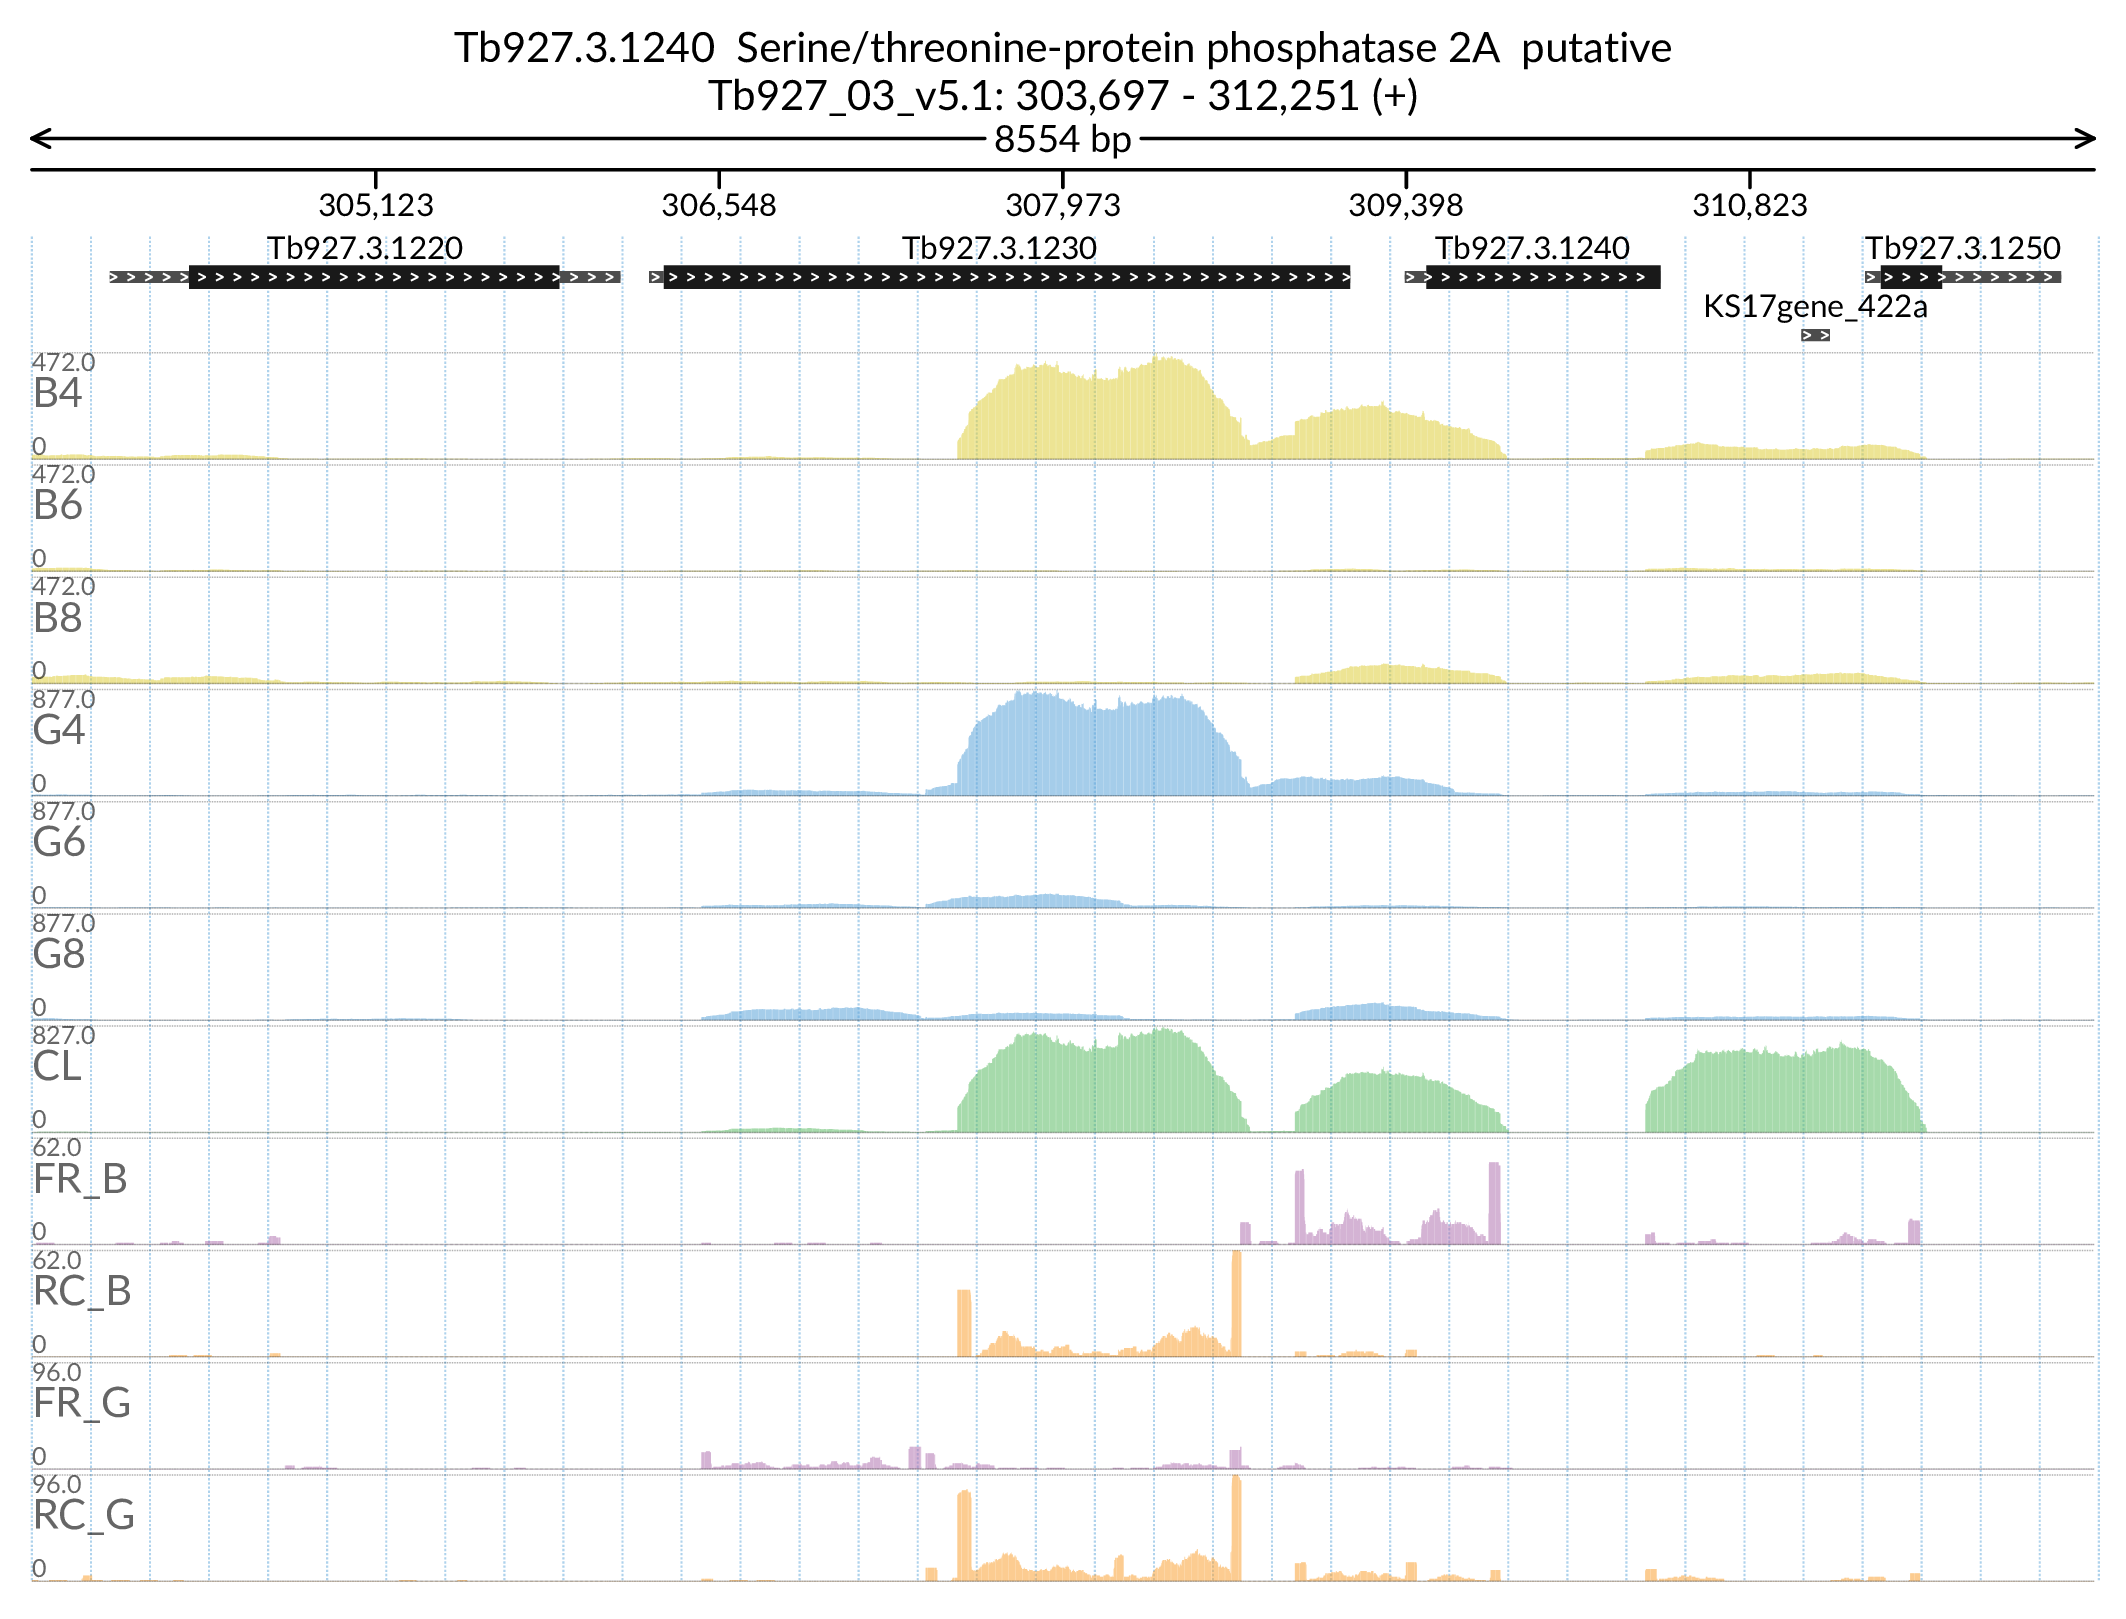 Tb927.3.1240  Serine/threonine-protein phosphatase 2A  putative
Tb927_03_v5.1: 303,697 - 312,251 (+)
8554 bp
305,123 306,548 307,973 309,398 310,823
Tb927.3.1220 Tb927.3.1230 Tb927.3.1240 Tb927.3.1250
KS17gene_422a
472.0
B4
0
472.0
B6
0
472.0
B8
0
877.0
G4
0
877.0
G6
0
877.0
G8
0
827.0
CL
0
62.0
FR_B
0
62.0
RC_B
0
96.0
FR_G
0
96.0
RC_G
0